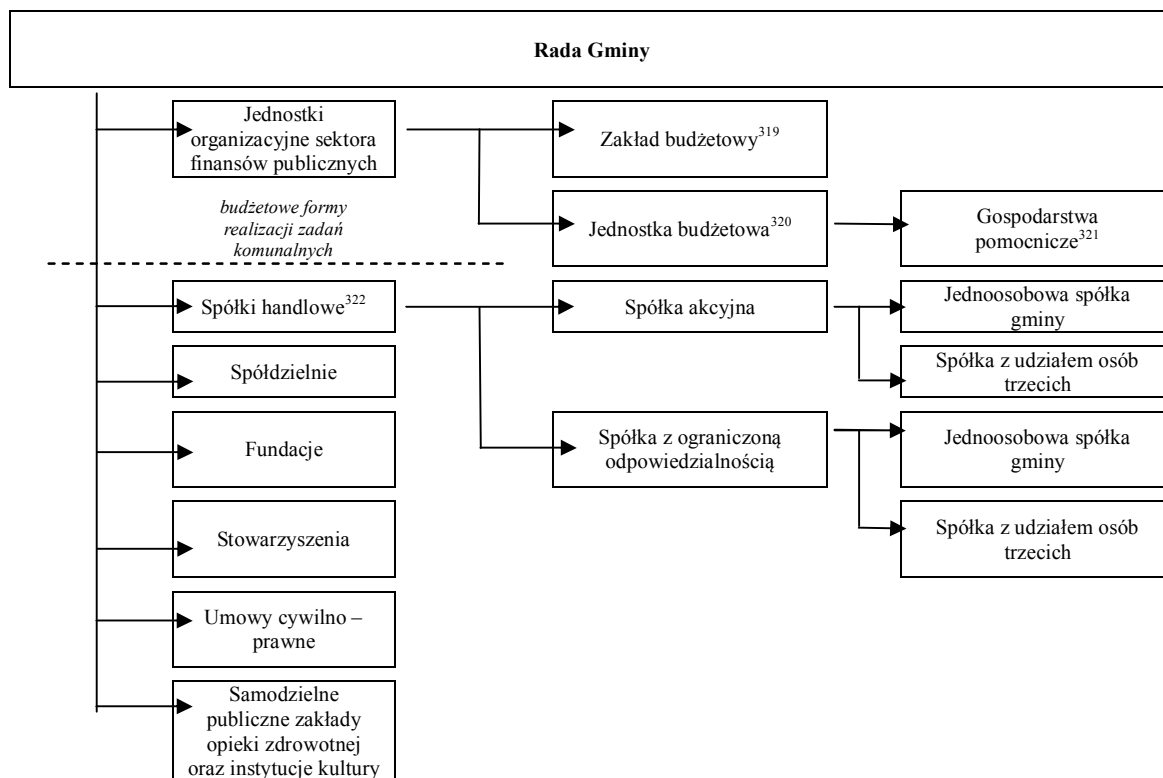 Rada Gminy
Jednostki
organizacyjne sektora
finansów publicznych
Zakład budżetowy319
budżetowe formy
realizacji zadań
komunalnych
Jednostka budżetowa320
Gospodarstwa
pomocnicze321
Spółki handlowe322
Spółka akcyjna
Jednoosobowa spółka
gminy
Spółdzielnie
Spółka z udziałem osób
trzecich
Fundacje
Spółka z ograniczoną
odpowiedzialnością
Jednoosobowa spółka
gminy
Stowarzyszenia
Spółka z udziałem osób
trzecich
Umowy cywilno –
prawne
Samodzielne
publiczne zakłady
opieki zdrowotnej
oraz instytucje kultury